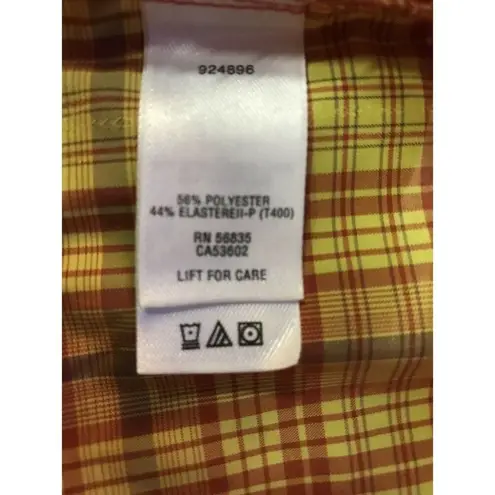 924896
56% POLYESTER
44% ELASTEREII-P (T400)
RN 56835
CA53602
LIFT FOR CARE